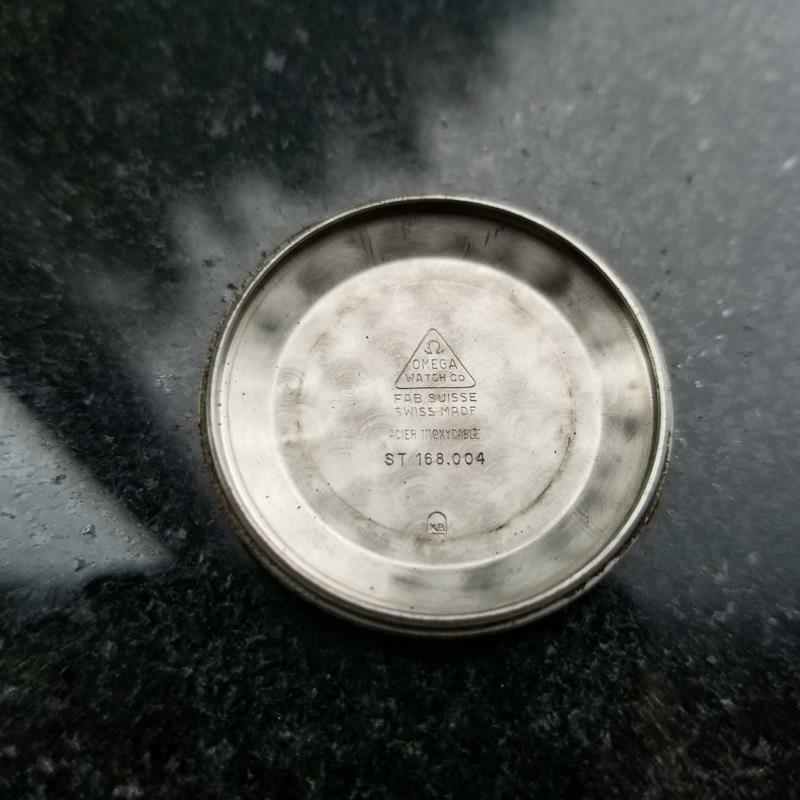 Ω
OMEGA
WATCH CO
FAB. SUISSE
SWISS MADE
ACIER INOXYDABLE
ST 168.004